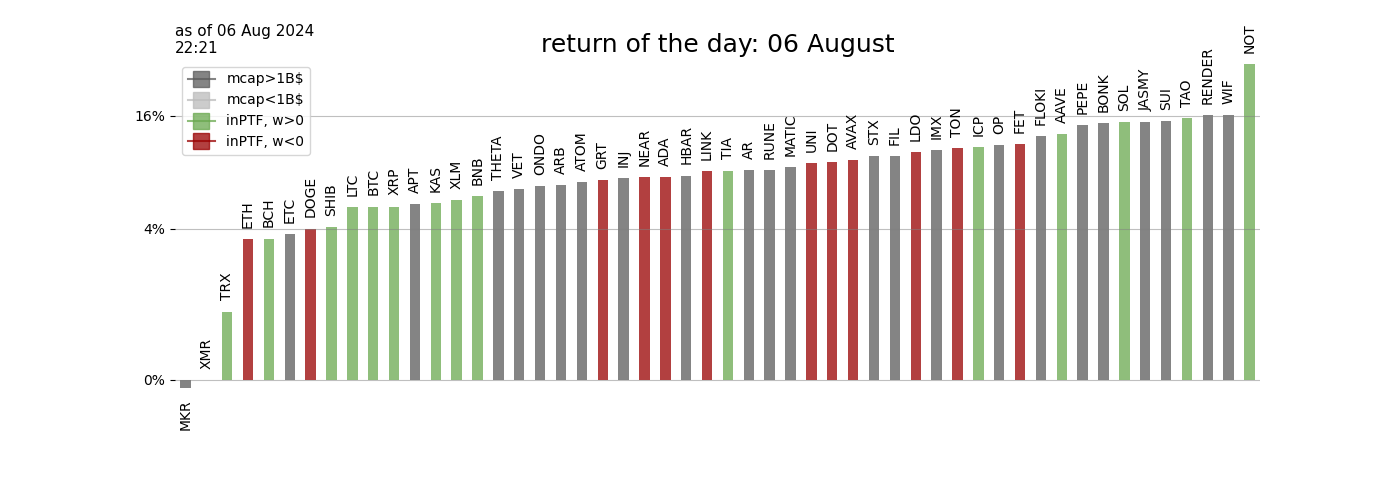 as of 06 Aug 2024
22:21
return of the day: 06 August
mcap>1B$
mcap<1B$
inPTF, w>0
inPTF, w<0
16%
4%
0%
MKR
XMR
TRX
ETH
BCH
ETC
DOGE
SHIB
LTC
BTC
XRP
APT
KAS
XLM
BNB
THETA
VET
ONDO
ARB
ATOM
GRT
INJ
NEAR
ADA
HBAR
LINK
TIA
AR
RUNE
MATIC
UNI
DOT
AVAX
STX
FIL
LDO
IMX
TON
ICP
OP
FET
FLOKI
AAVE
PEPE
BONK
SOL
JASMY
SUI
TAO
RENDER
WIF
NOT